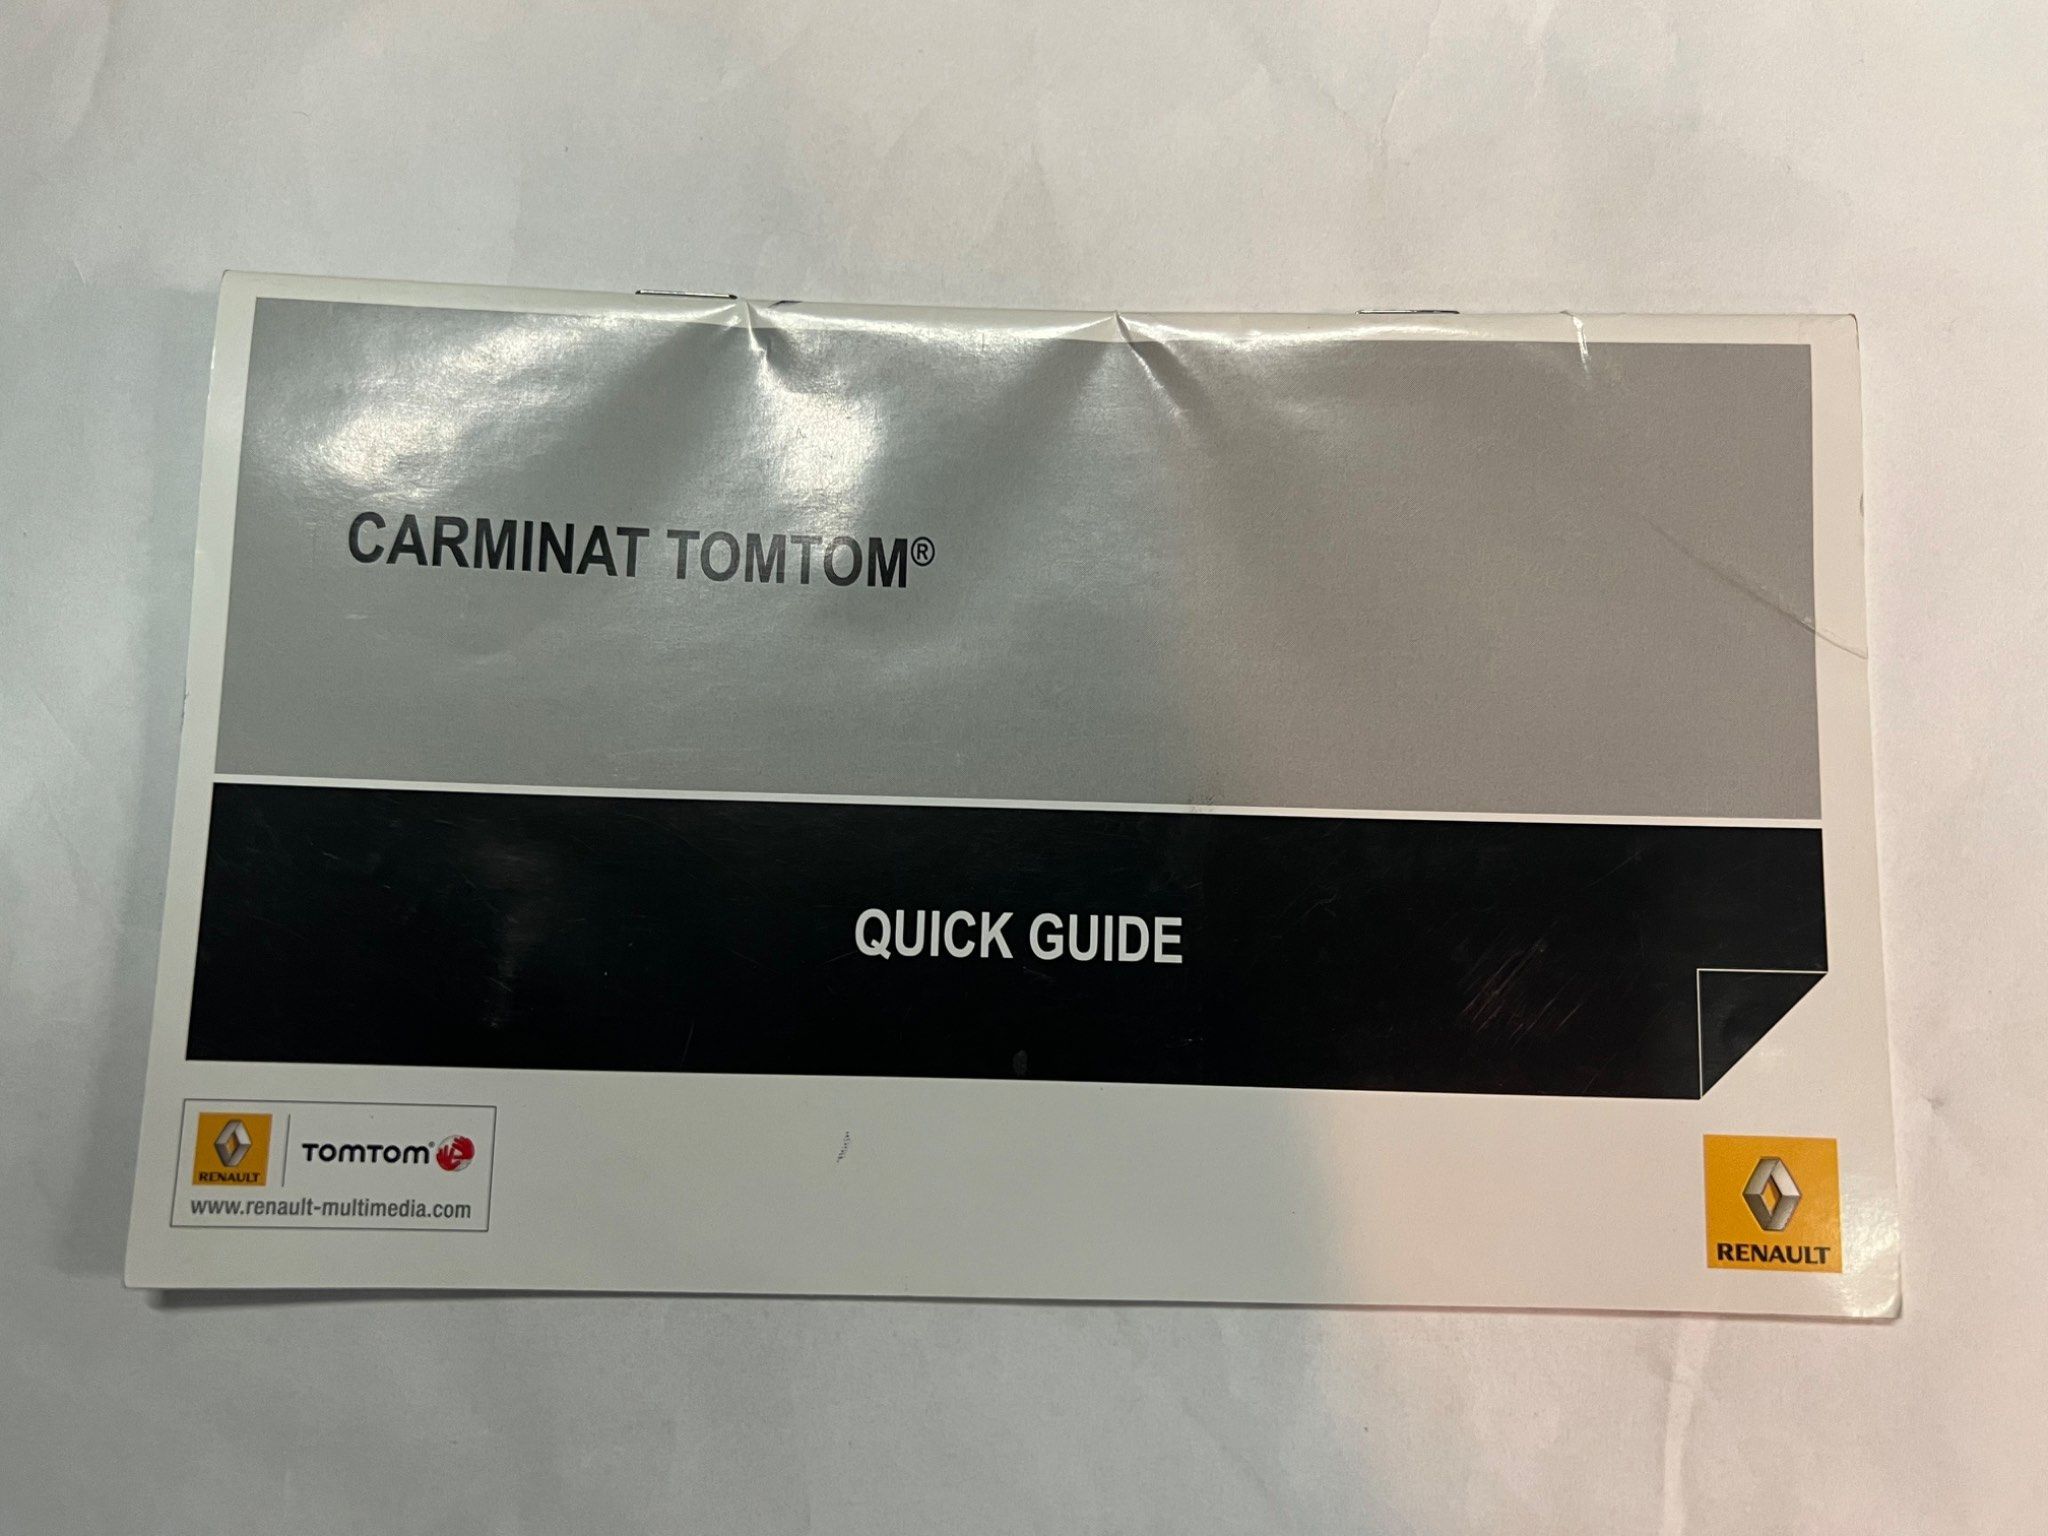 CARMINAT TOMTOM®
QUICK GUIDE
RENAULT
TOMTOM®
www.renault-multimedia.com
RENAULT